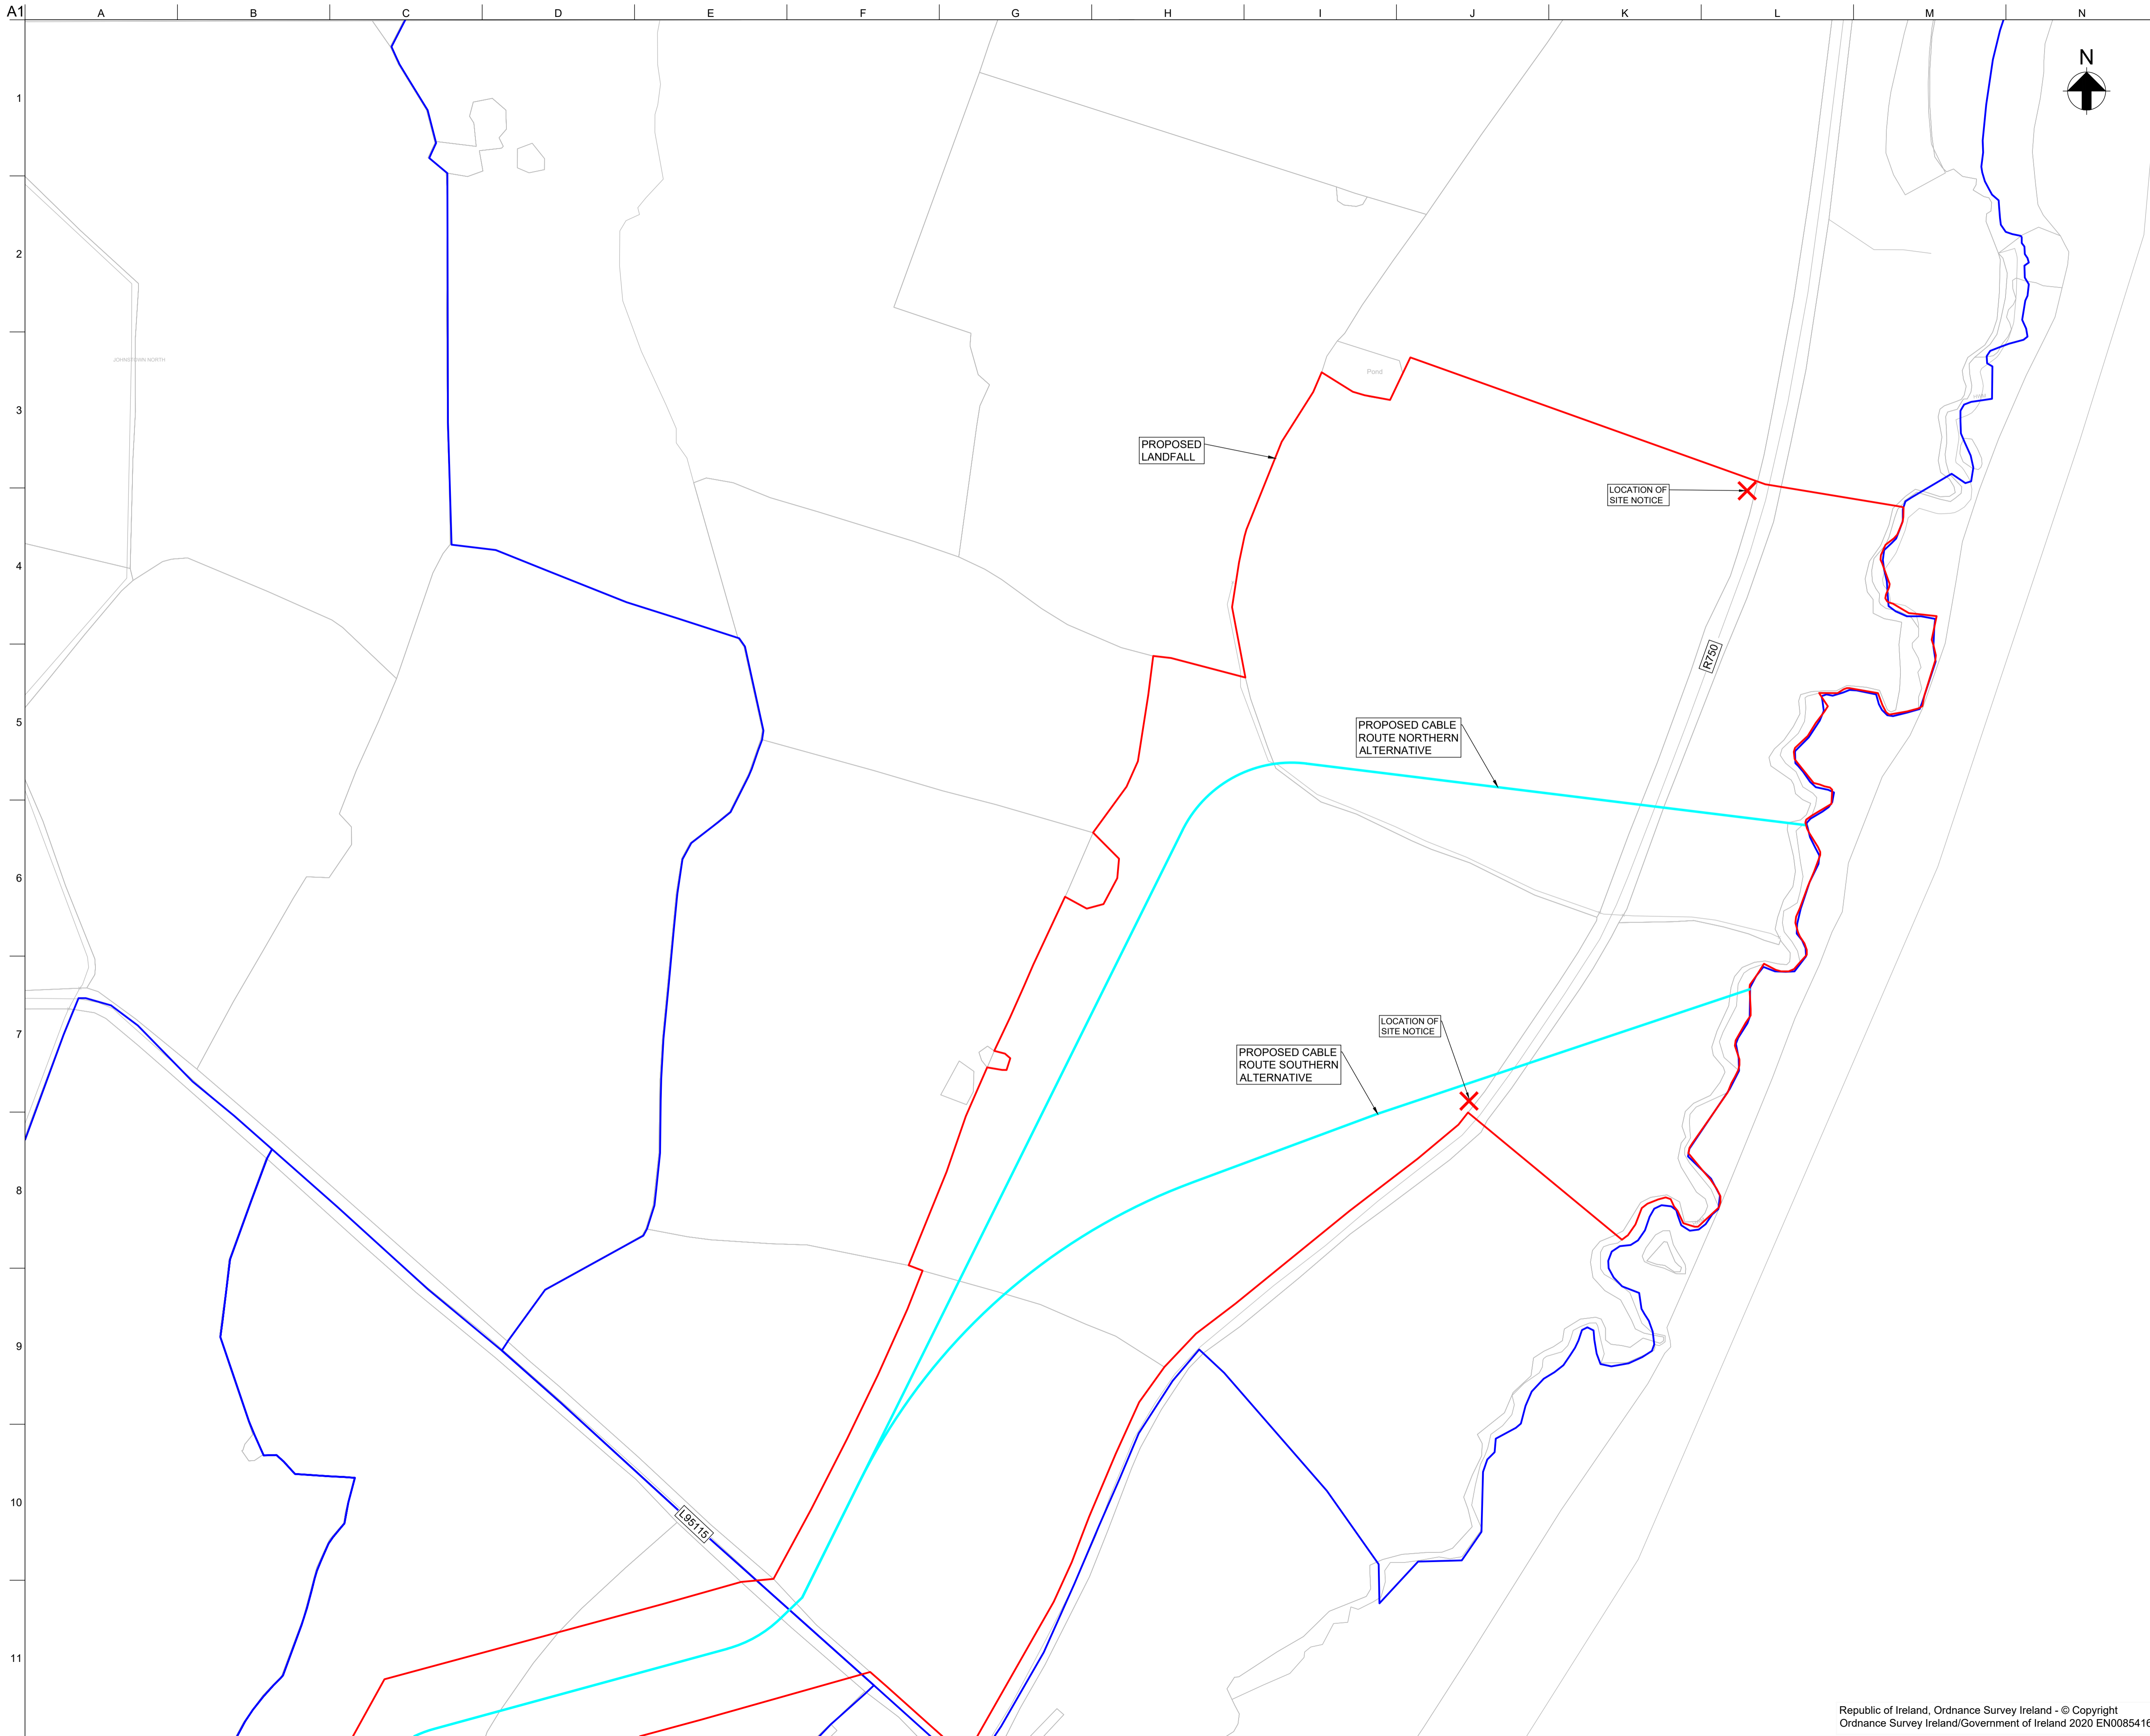 A1
A B C D E F G H I J K L M N
N
1
2
JOHNSTOWN NORTH
Pond
3
PROPOSED
LANDFALL
LOCATION OF
SITE NOTICE
4
R750
5
PROPOSED CABLE
ROUTE NORTHERN
ALTERNATIVE
6
7
LOCATION OF
SITE NOTICE
PROPOSED CABLE
ROUTE SOUTHERN
ALTERNATIVE
8
9
10
L95115
11
Republic of Ireland, Ordnance Survey Ireland - © Copyright
Ordnance Survey Ireland/Government of Ireland 2020 EN0085416